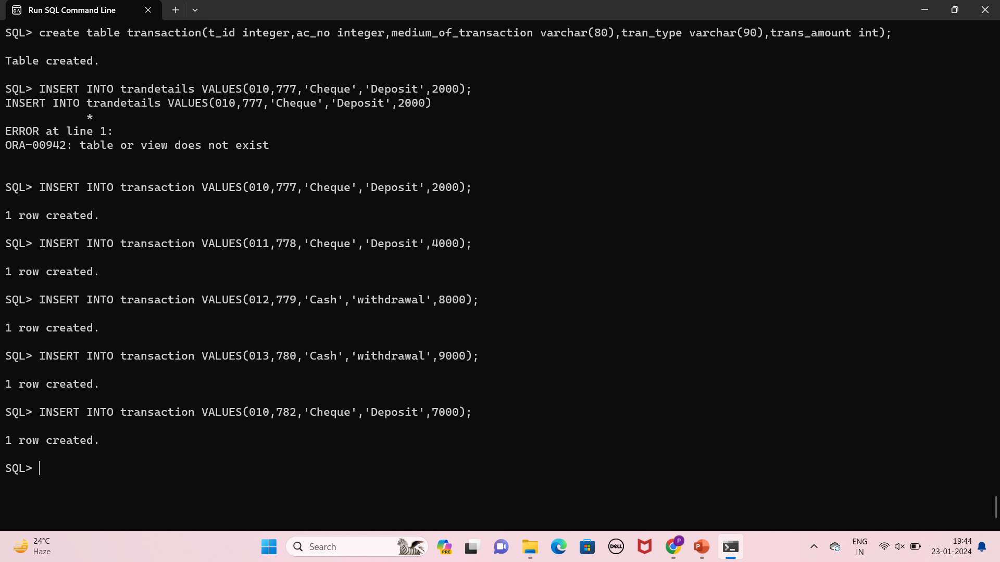 Run SQL Command Line
SQL> create table transaction(t_id integer,ac_no integer,medium_of_transaction varchar(80),tran_type varchar(90),trans_amount int);
Table created.
SQL> INSERT INTO trandetails VALUES(010,777,'Cheque','Deposit',2000);
INSERT INTO trandetails VALUES(010,777,'Cheque','Deposit',2000)
*
ERROR at line 1:
ORA-00942: table or view does not exist
SQL> INSERT INTO transaction VALUES(010,777,'Cheque','Deposit',2000);
1 row created.
SQL> INSERT INTO transaction VALUES(011,778,'Cheque','Deposit',4000);
1 row created.
SQL> INSERT INTO transaction VALUES(012,779,'Cash','withdrawal',8000);
1 row created.
SQL> INSERT INTO transaction VALUES(013,780,'Cash','withdrawal',9000);
1 row created.
SQL> INSERT INTO transaction VALUES(010,782,'Cheque','Deposit',7000);
1 row created.
SQL>
24°C
Haze
Search
PRE
DELL
P
P
ENG
IN
19:44
23-01-2024